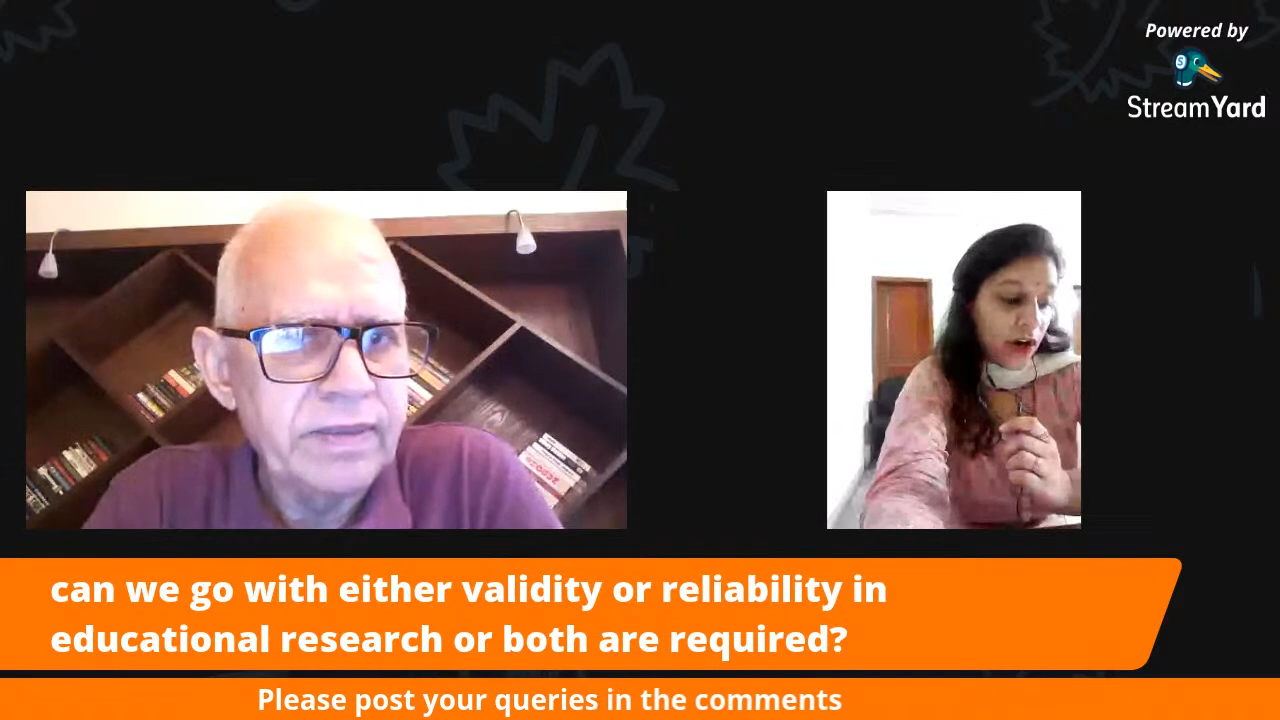 Powered by
StreamYard
can we go with either validity or reliability in
educational research or both are required?
Please post your queries in the comments